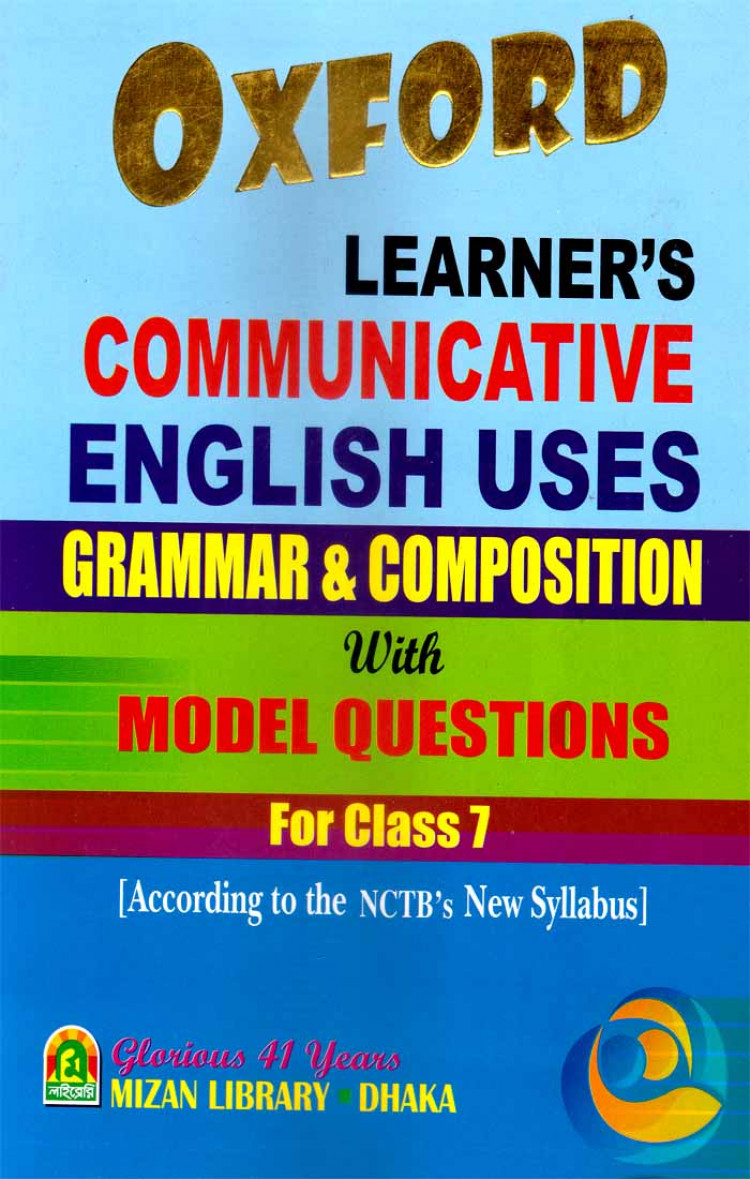 OXFORD
LEARNER'S
COMMUNICATIVE
ENGLISH USES
GRAMMAR & COMPOSITION
With
MODEL QUESTIONS
For Class 7
[According to the NCTB's New Syllabus]
ম
লাইব্রেরি
Glorious 41 Years
MIZAN LIBRARY ▪ DHAKA